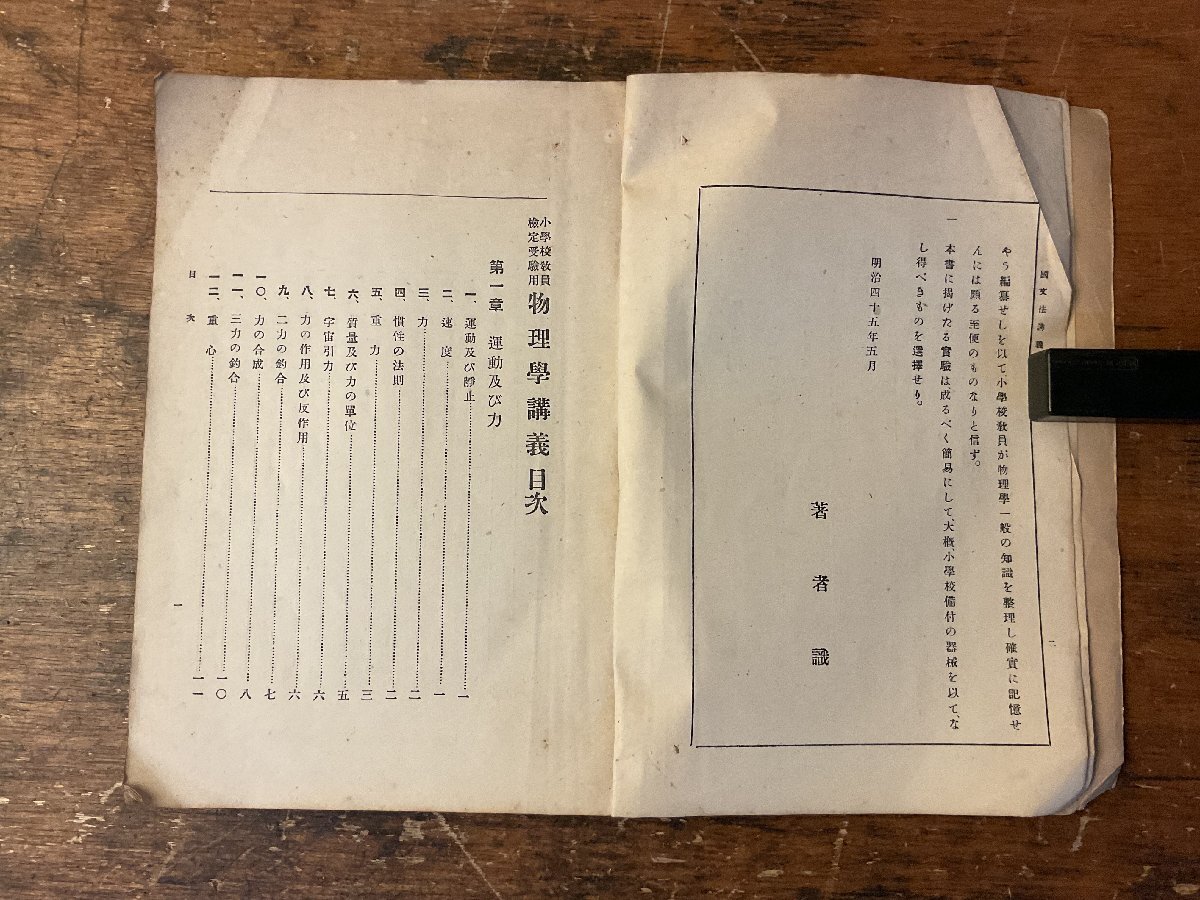 國文法講義
二
やう編纂せしを以て小學校敎員が物理學一般の知識を整理し確實に記憶せ
んには頗る至便のものなりと信ず。
一 本書に揭げたる實驗は成るべく簡易にして、大槪、小學校備付の器械を以て、な
し得べきものを選擇せり。
明治四十五年五月
著者識
小學校敎員
檢定受驗用 物理學講義目次
第一章 運動及び力
一、運動及び靜止……一
二、速度……一
三、力……二
四、慣性の法則……二
五、重力……三
六、質量及び力の單位……五
七、宇宙引力……六
八、力の作用及び反作用……六
九、二力の釣合……七
一〇、力の合成……八
一一、三力の釣合……一〇
一二、重心……一一
目次
一